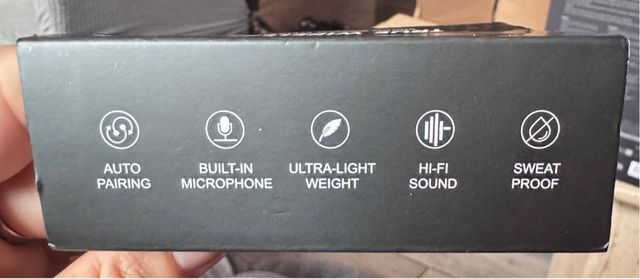 AUTO
PAIRING
BUILT-IN
MICROPHONE
ULTRA-LIGHT
WEIGHT
HI-FI
SOUND
SWEAT
PROOF